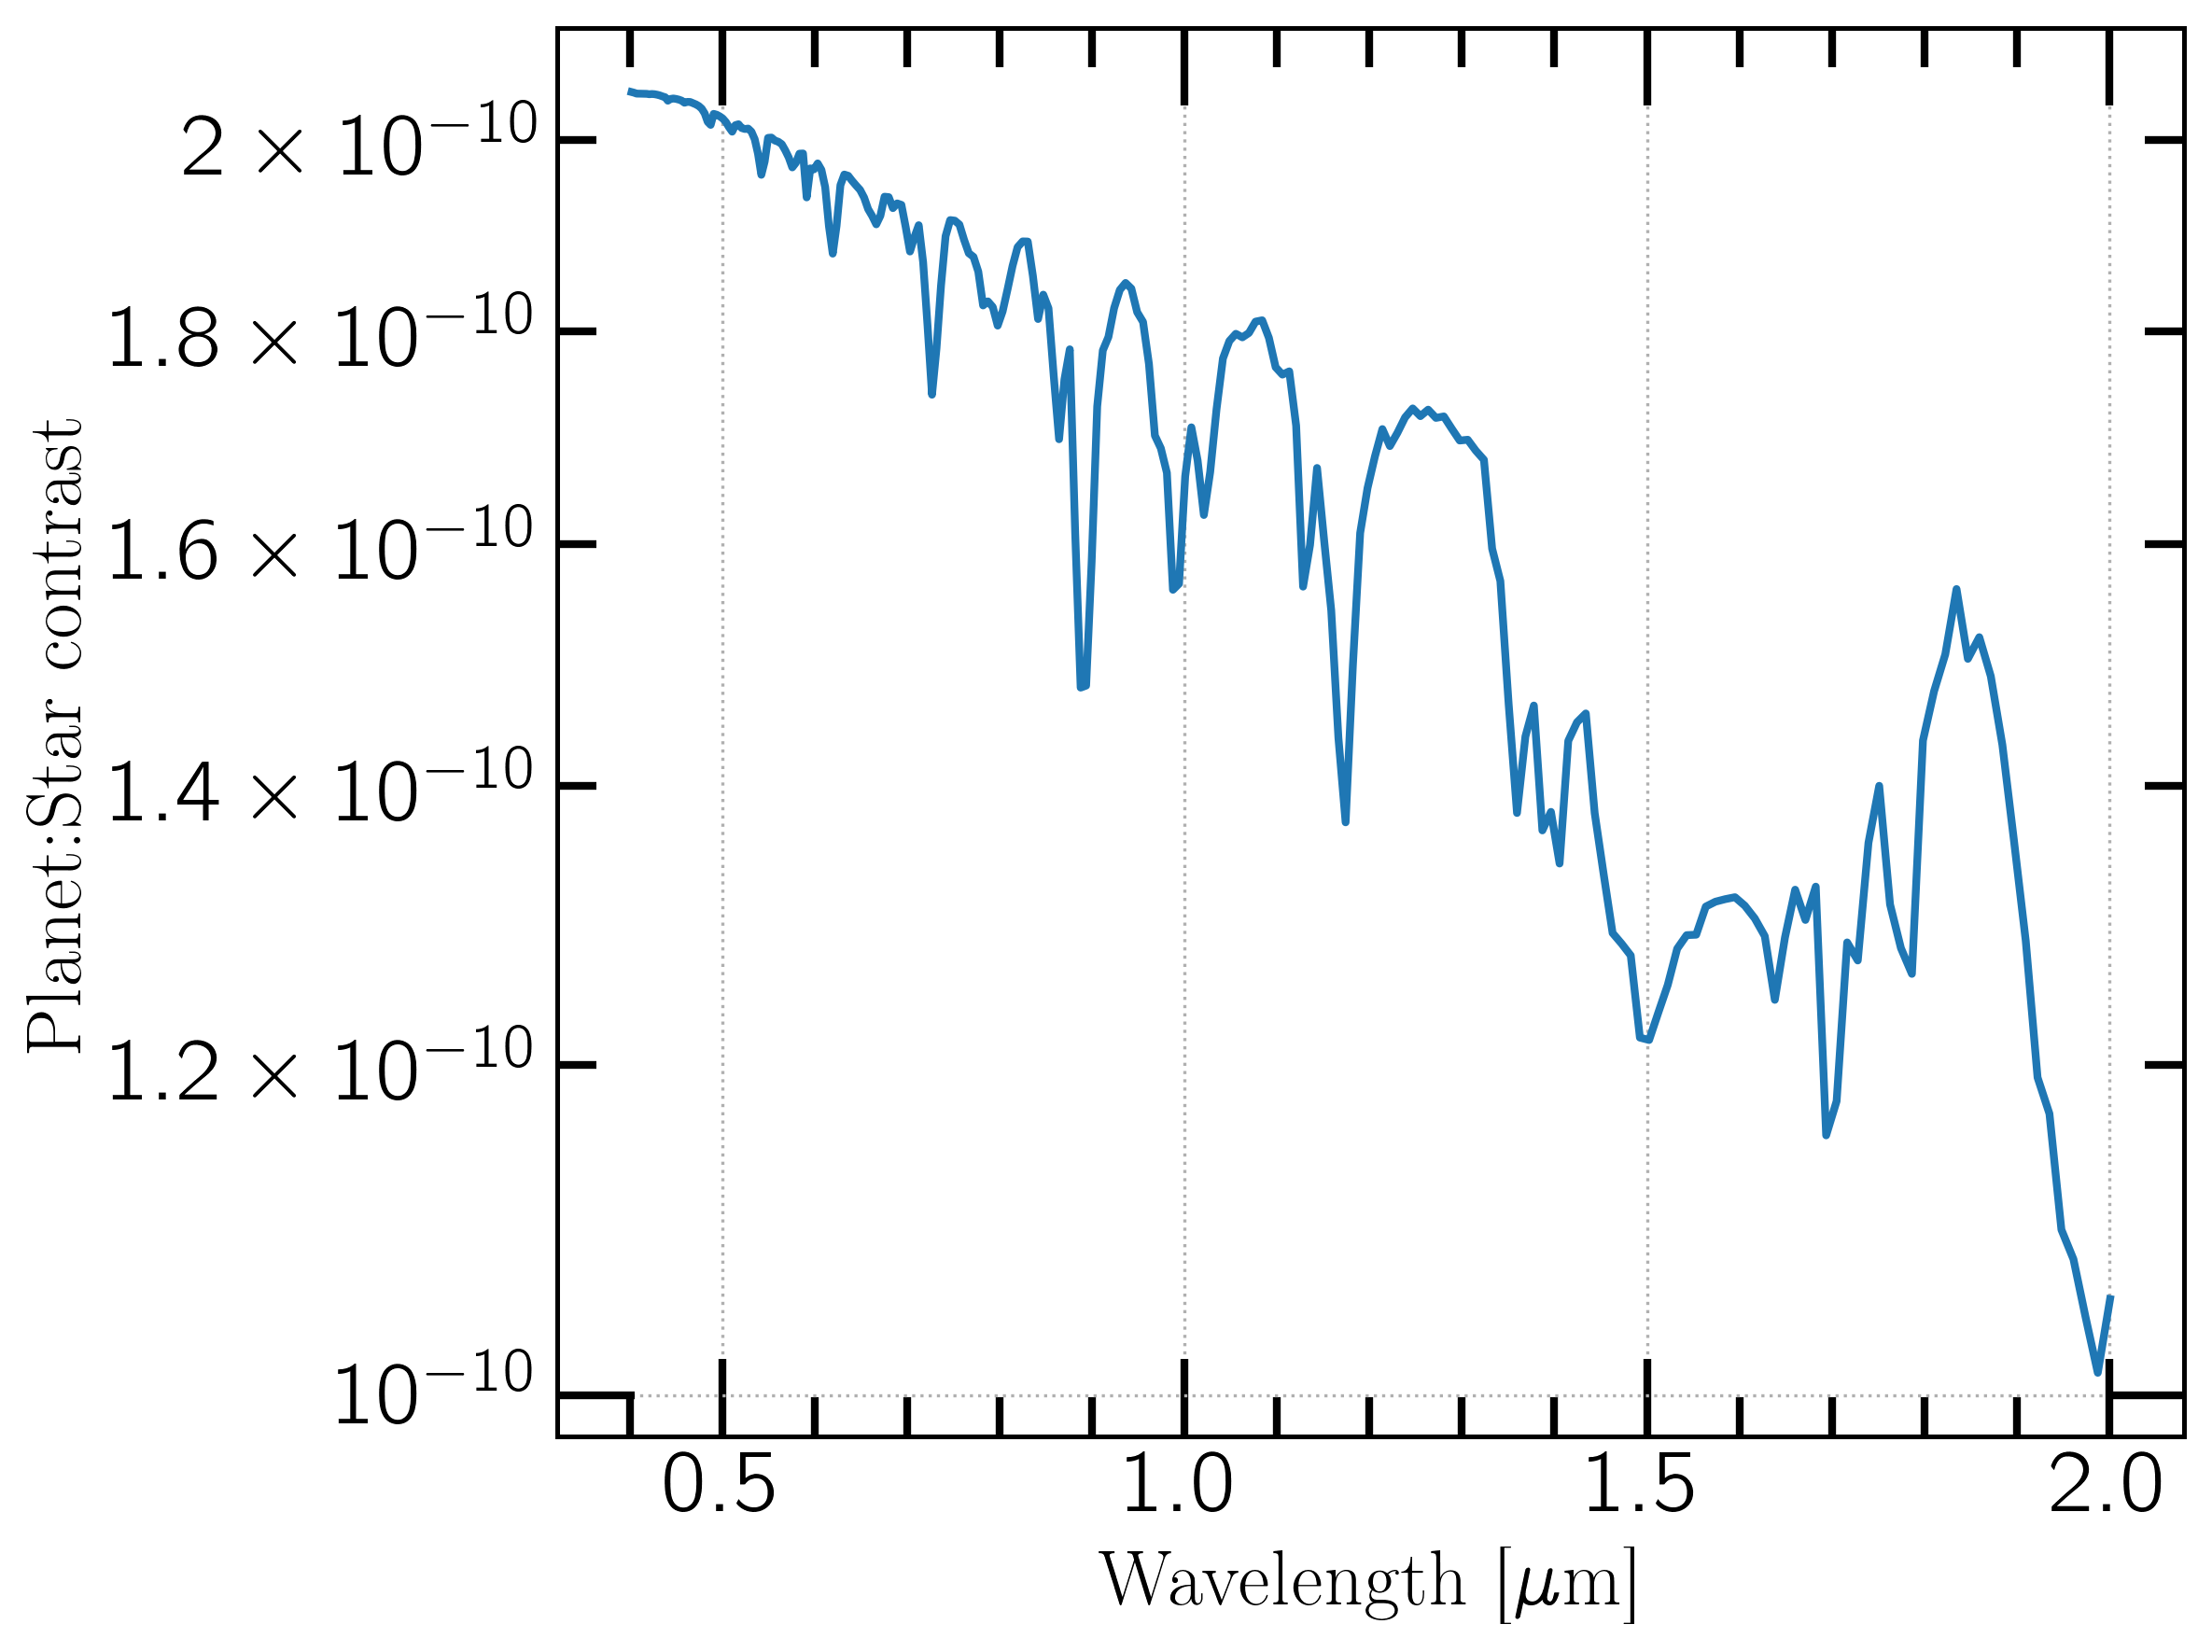 Planet::Star contrast
2 × 10⁻¹⁰
1.8 × 10⁻¹⁰
1.6 × 10⁻¹⁰
1.4 × 10⁻¹⁰
1.2 × 10⁻¹⁰
10⁻¹⁰
0.5 1.0 1.5 2.0
Wavelength [μm]